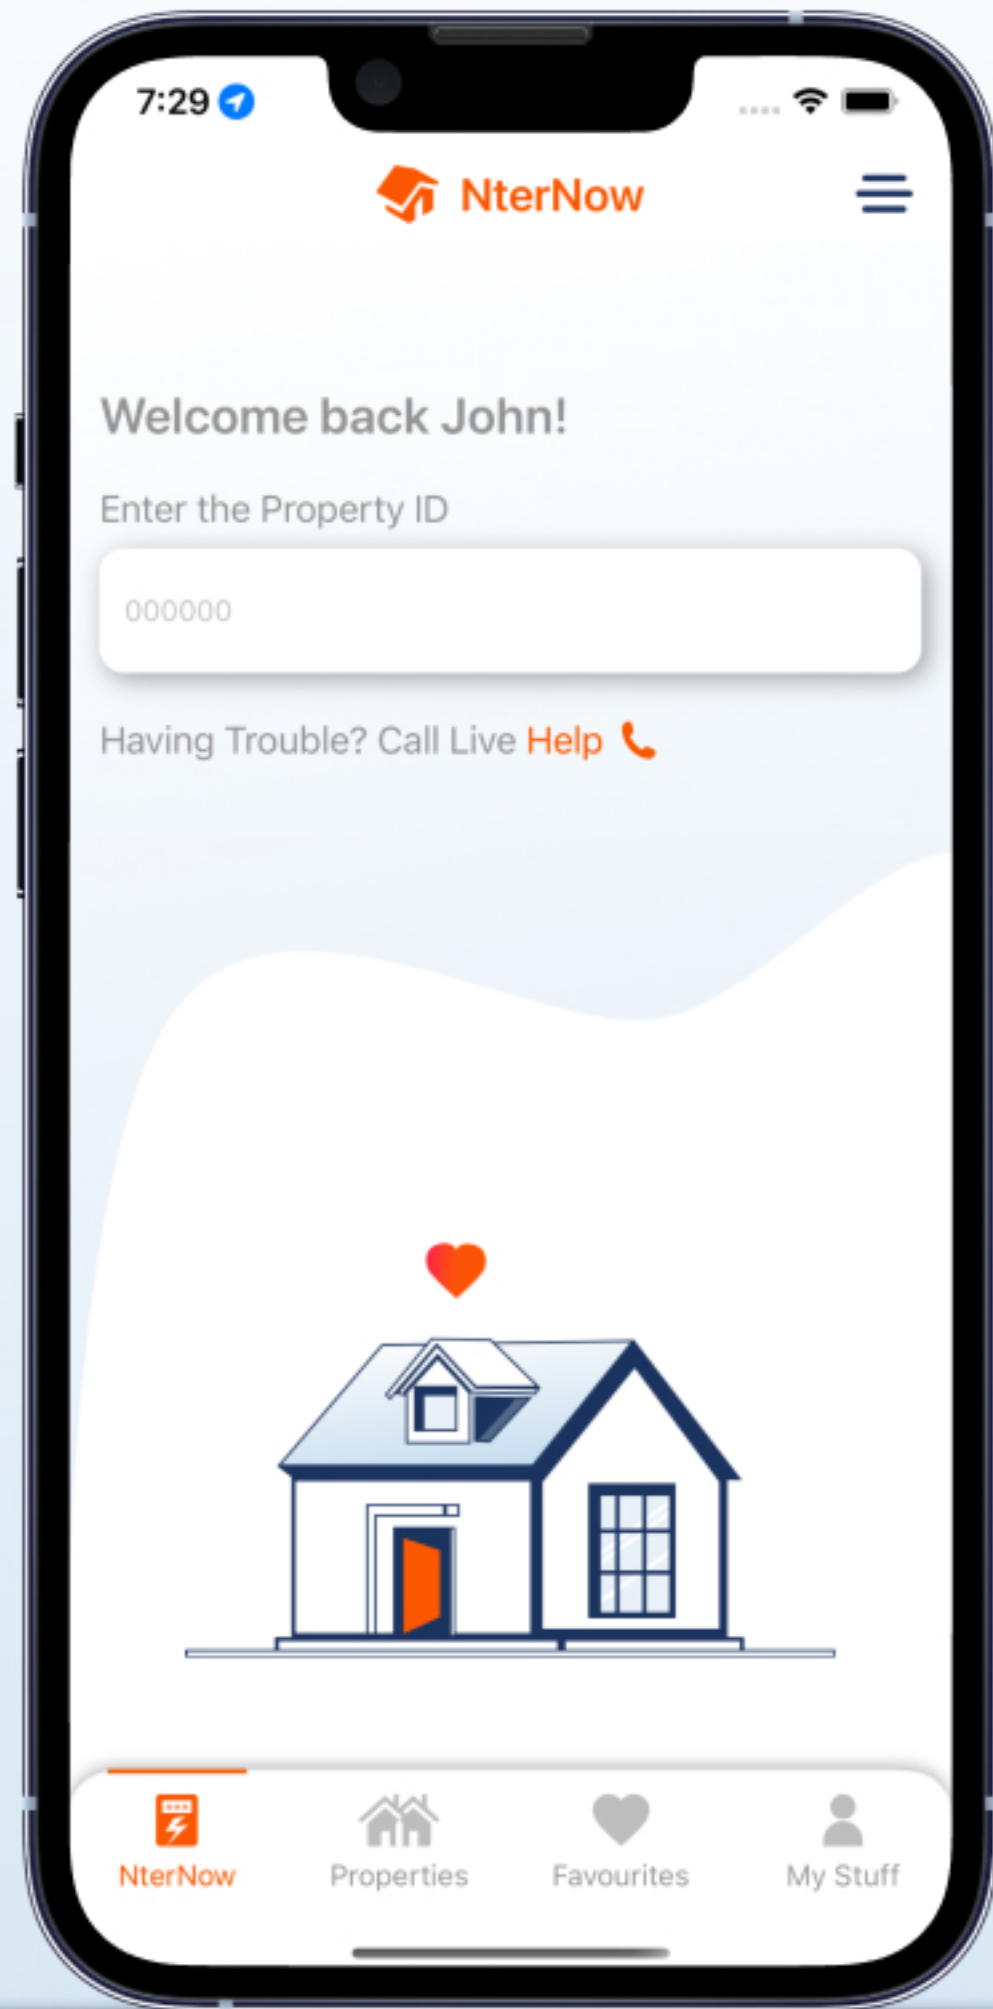 7:29
NterNow
Welcome back John!
Enter the Property ID
000000
Having Trouble? Call Live Help
NterNow
Properties
Favourites
My Stuff